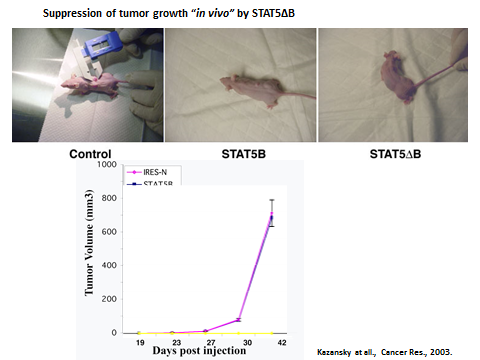 Suppression of tumor growth “in vivo” by STAT5ΔB
Control
STAT5B
STAT5ΔB
IRES-N
STAT5B
Tumor Volume (mm3)
1000
800
600
400
200
0
19 23 27 30 42
Days post injection
Kazansky at all., Cancer Res., 2003.